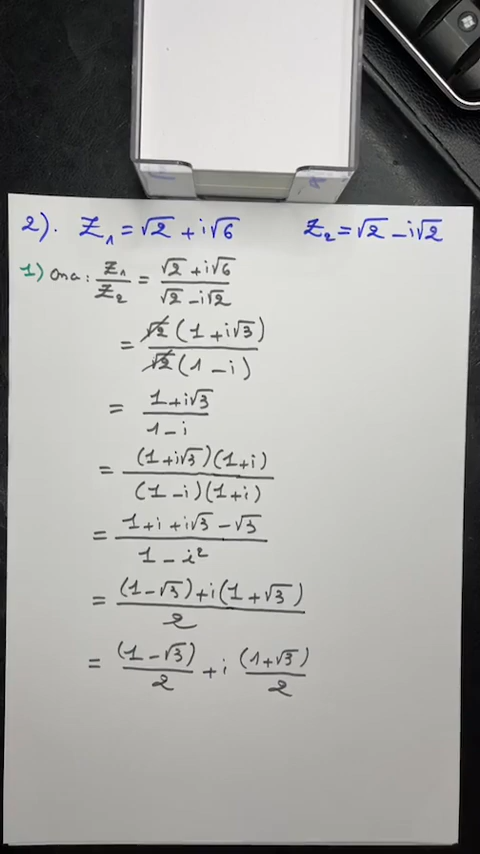 2). Z₁ = √2 + i√6 Z₂ = √2 - i√2
1) On a : Z₁/Z₂ = (√2 + i√6)/(√2 - i√2)
= √2(1 + i√3)/√2(1 - i)
= (1 + i√3)/(1 - i)
= (1 + i√3)(1 + i)/(1 - i)(1 + i)
= (1 + i + i√3 - √3)/(1 - i²)
= ((1 - √3) + i(1 + √3))/2
= (1 - √3)/2 + i (1 + √3)/2